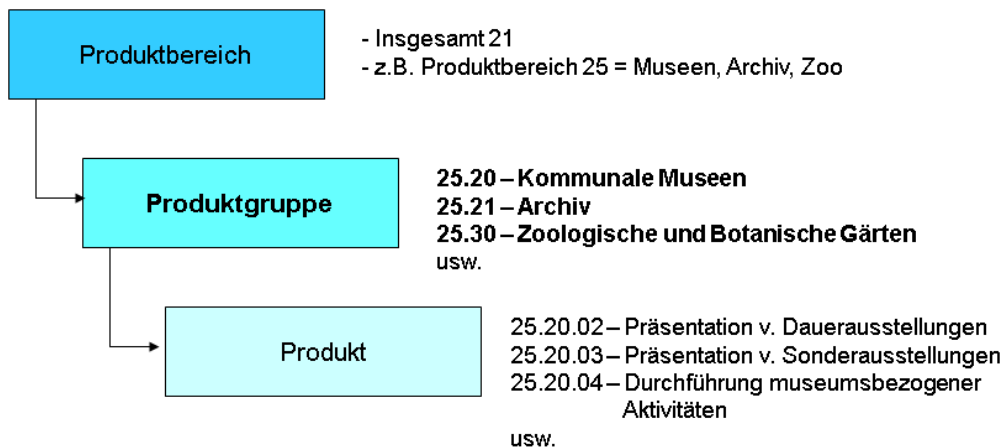 Produktbereich
- Insgesamt 21
- z.B. Produktbereich 25 = Museen, Archiv, Zoo
Produktgruppe
25.20 – Kommunale Museen
25.21 – Archiv
25.30 – Zoologische und Botanische Gärten
usw.
Produkt
25.20.02 – Präsentation v. Dauerausstellungen
25.20.03 – Präsentation v. Sonderausstellungen
25.20.04 – Durchführung museumsbezogener
Aktivitäten
usw.